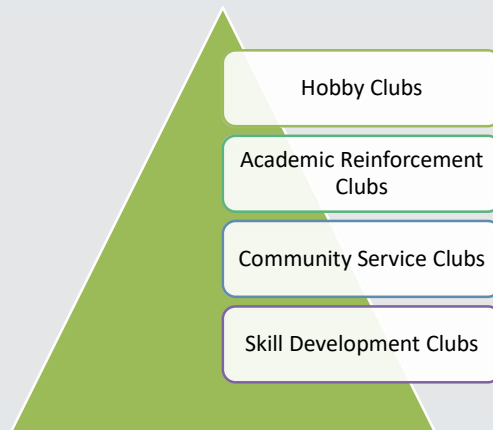 Hobby Clubs
Academic Reinforcement
Clubs
Community Service Clubs
Skill Development Clubs